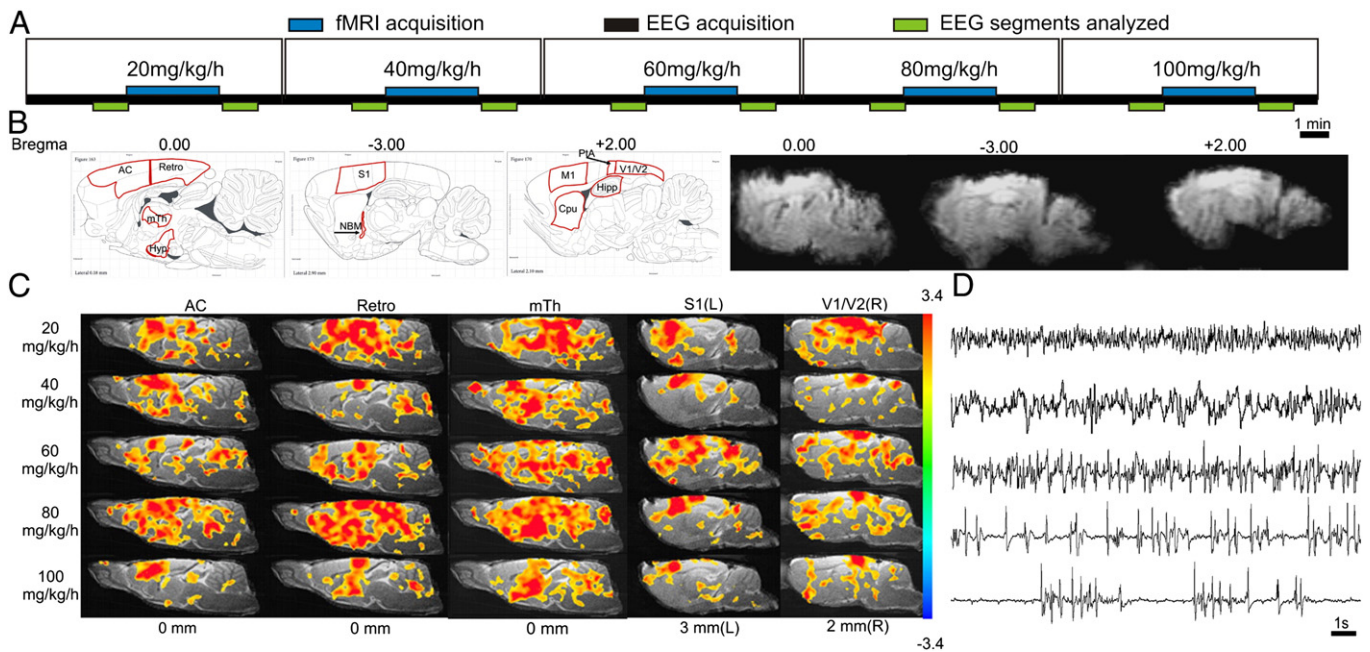 A
fMRI acquisition
EEG acquisition
EEG segments analyzed
20mg/kg/h
40mg/kg/h
60mg/kg/h
80mg/kg/h
100mg/kg/h
1 min
B
Bregma
0.00
-3.00
+2.00
0.00
-3.00
+2.00
AC
Retro
mTh
Hyp
S1
NBM
PtA
M1
V1/V2
Hipp
Cpu
C
AC
Retro
mTh
S1(L)
V1/V2(R)
3.4
20
mg/kg/h
40
mg/kg/h
60
mg/kg/h
80
mg/kg/h
100
mg/kg/h
0 mm
0 mm
0 mm
3 mm(L)
2 mm(R)
-3.4
D
1s